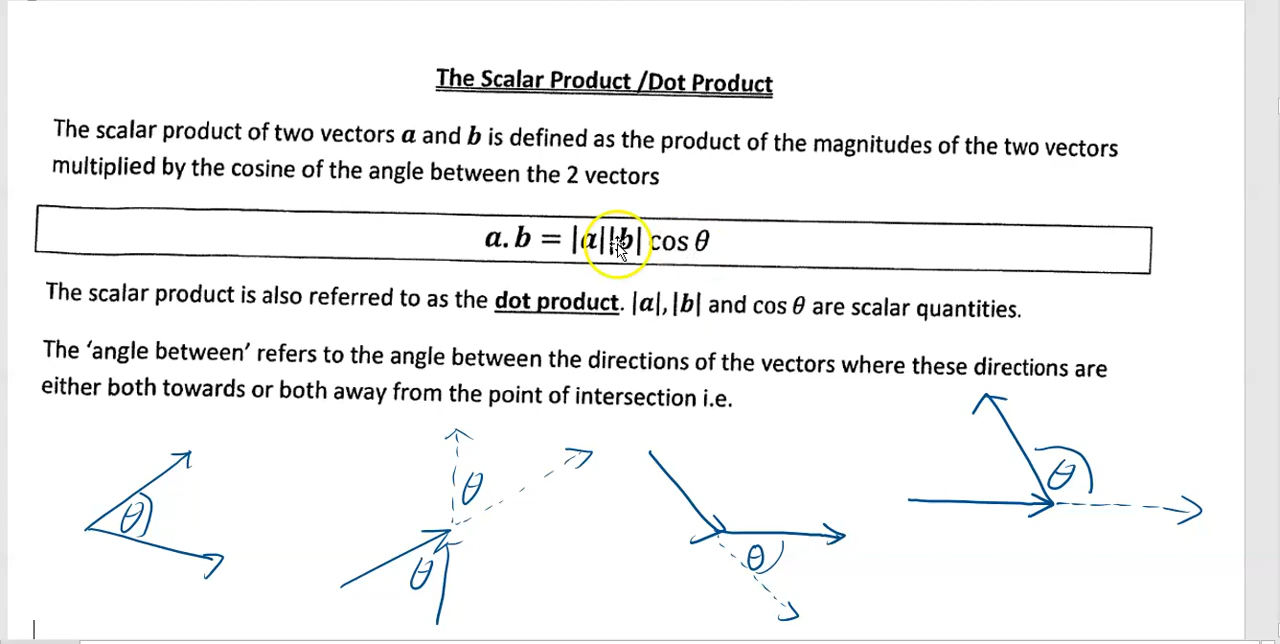 The Scalar Product /Dot Product
The scalar product of two vectors a and b is defined as the product of the magnitudes of the two vectors
multiplied by the cosine of the angle between the 2 vectors
a. b = |a||b| cos θ
The scalar product is also referred to as the dot product. |a|, |b| and cos θ are scalar quantities.
The ‘angle between’ refers to the angle between the directions of the vectors where these directions are
either both towards or both away from the point of intersection i.e.
θ
θ
θ
θ
θ